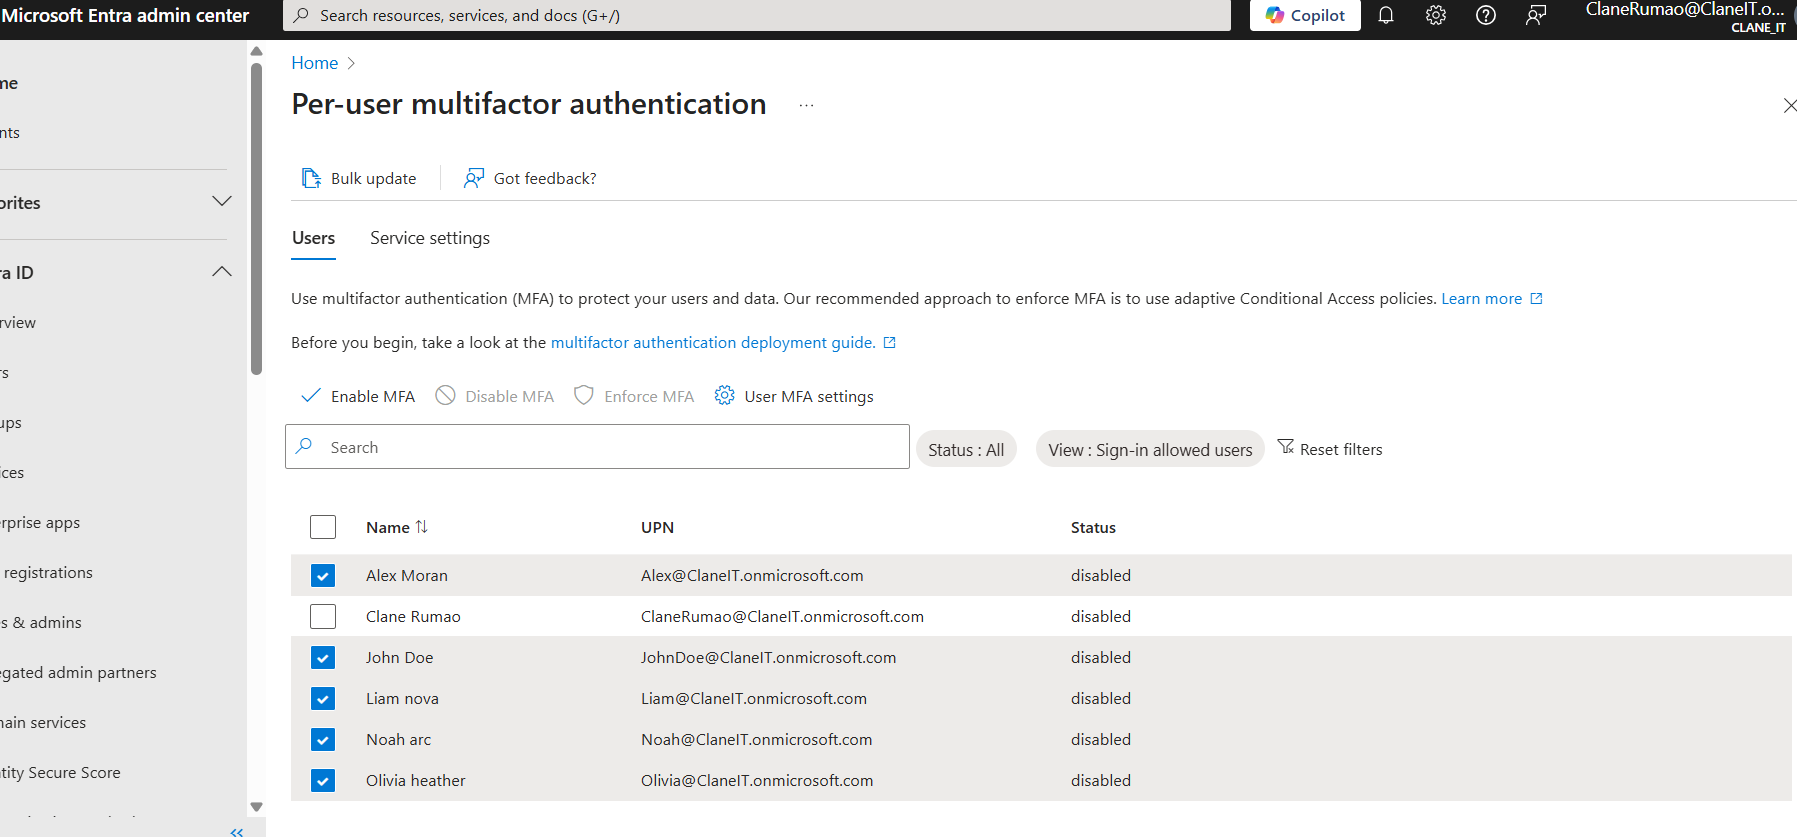 Microsoft Entra admin center
Search resources, services, and docs (G+/)
Copilot
ClaneRumao@ClaneIT.o...
CLANE_IT
me
nts
orites
ra ID
rview
rs
ups
ices
erprise apps
registrations
s & admins
egated admin partners
nain services
tity Secure Score
Home
Per-user multifactor authentication
...
Bulk update
Got feedback?
Users
Service settings
Use multifactor authentication (MFA) to protect your users and data. Our recommended approach to enforce MFA is to use adaptive Conditional Access policies. Learn more
Before you begin, take a look at the multifactor authentication deployment guide.
Enable MFA
Disable MFA
Enforce MFA
User MFA settings
Search
Status : All
View : Sign-in allowed users
Reset filters
Name UPN Status
Alex Moran Alex@ClaneIT.onmicrosoft.com disabled
Clane Rumao ClaneRumao@ClaneIT.onmicrosoft.com disabled
John Doe JohnDoe@ClaneIT.onmicrosoft.com disabled
Liam nova Liam@ClaneIT.onmicrosoft.com disabled
Noah arc Noah@ClaneIT.onmicrosoft.com disabled
Olivia heather Olivia@ClaneIT.onmicrosoft.com disabled